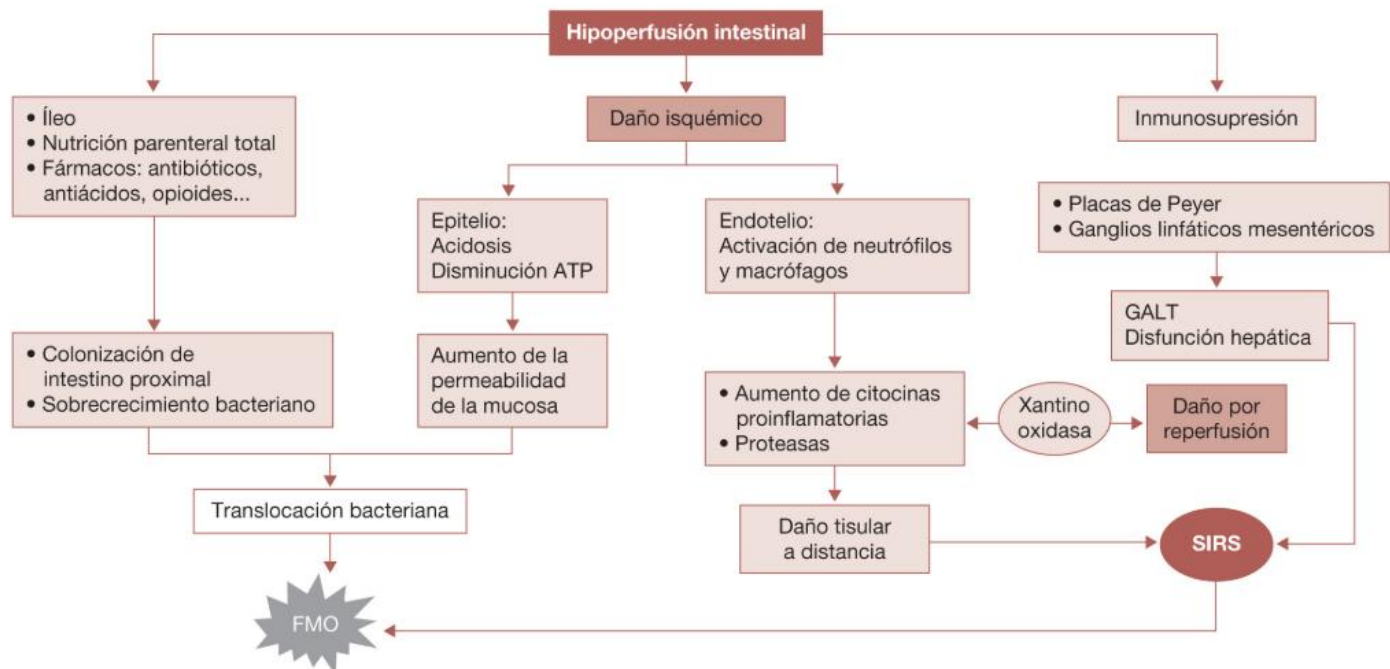 Hipoperfusión intestinal
• Íleo
• Nutrición parenteral total
• Fármacos: antibióticos,
antiácidos, opioides...
Daño isquémico
Inmunosupresión
Epitelio:
Acidosis
Disminución ATP
Endotelio:
Activación de neutrófilos
y macrófagos
• Placas de Peyer
• Ganglios linfáticos mesentéricos
GALT
Disfunción hepática
• Colonización de
intestino proximal
• Sobrecrecimiento bacteriano
Aumento de la
permeabilidad
de la mucosa
• Aumento de citocinas
proinflamatorias
• Proteasas
Xantino
oxidasa
Daño por
reperfusión
Translocación bacteriana
Daño tisular
a distancia
SIRS
FMO